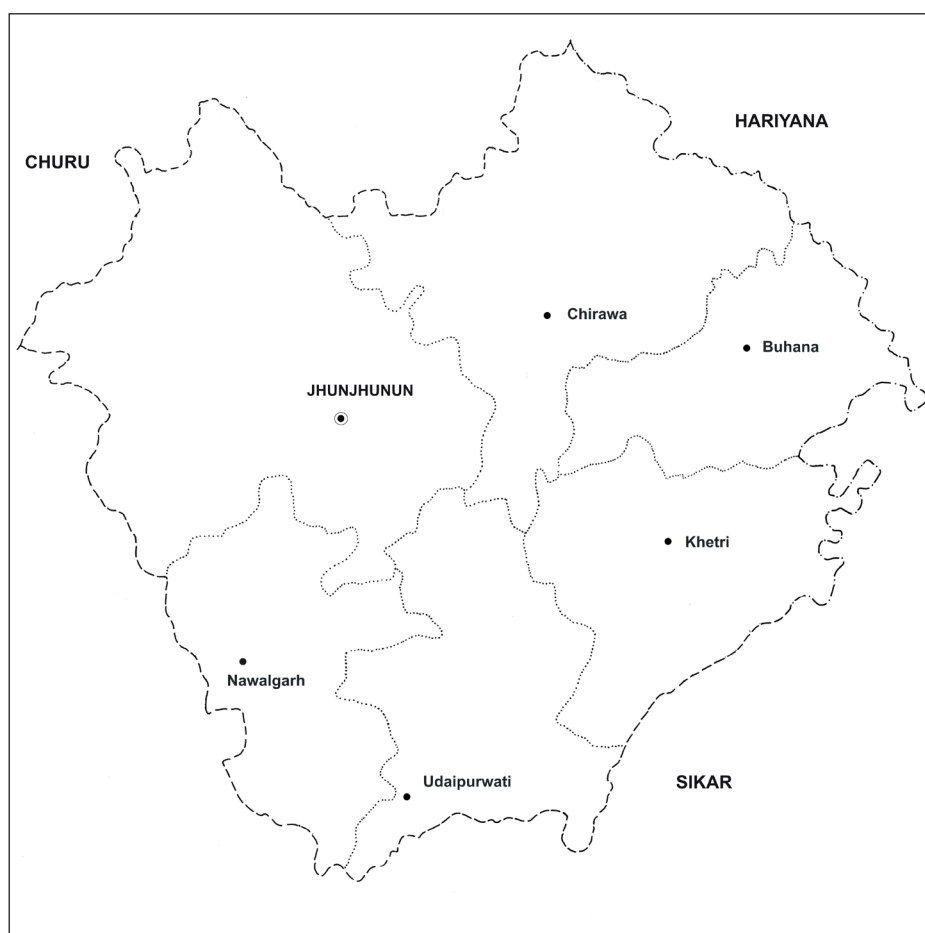 HARIYANA
CHURU
Chirawa
Buhana
JHUNJHUNUN
Khetri
Nawalgarh
Udaipurwati
SIKAR